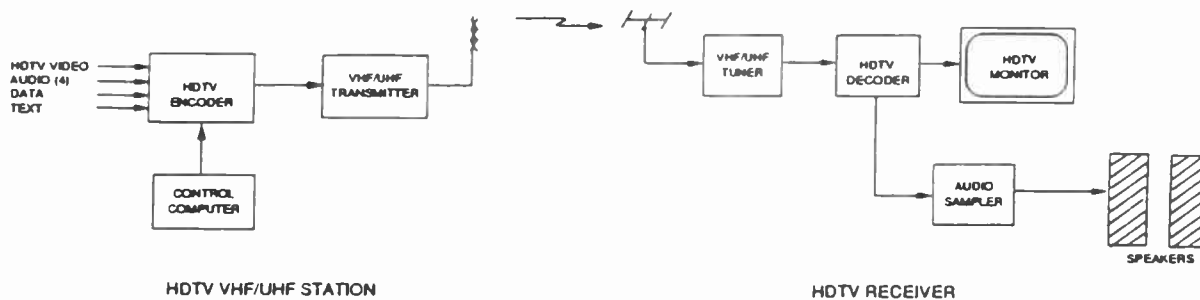 HDTV VIDEO
AUDIO (4)
DATA
TEXT
HDTV
ENCODER
VHF/UHF
TRANSMITTER
CONTROL
COMPUTER
HDTV VHF/UHF STATION
VHF/UHF
TUNER
HDTV
DECODER
HDTV
MONITOR
AUDIO
SAMPLER
SPEAKERS
HDTV RECEIVER